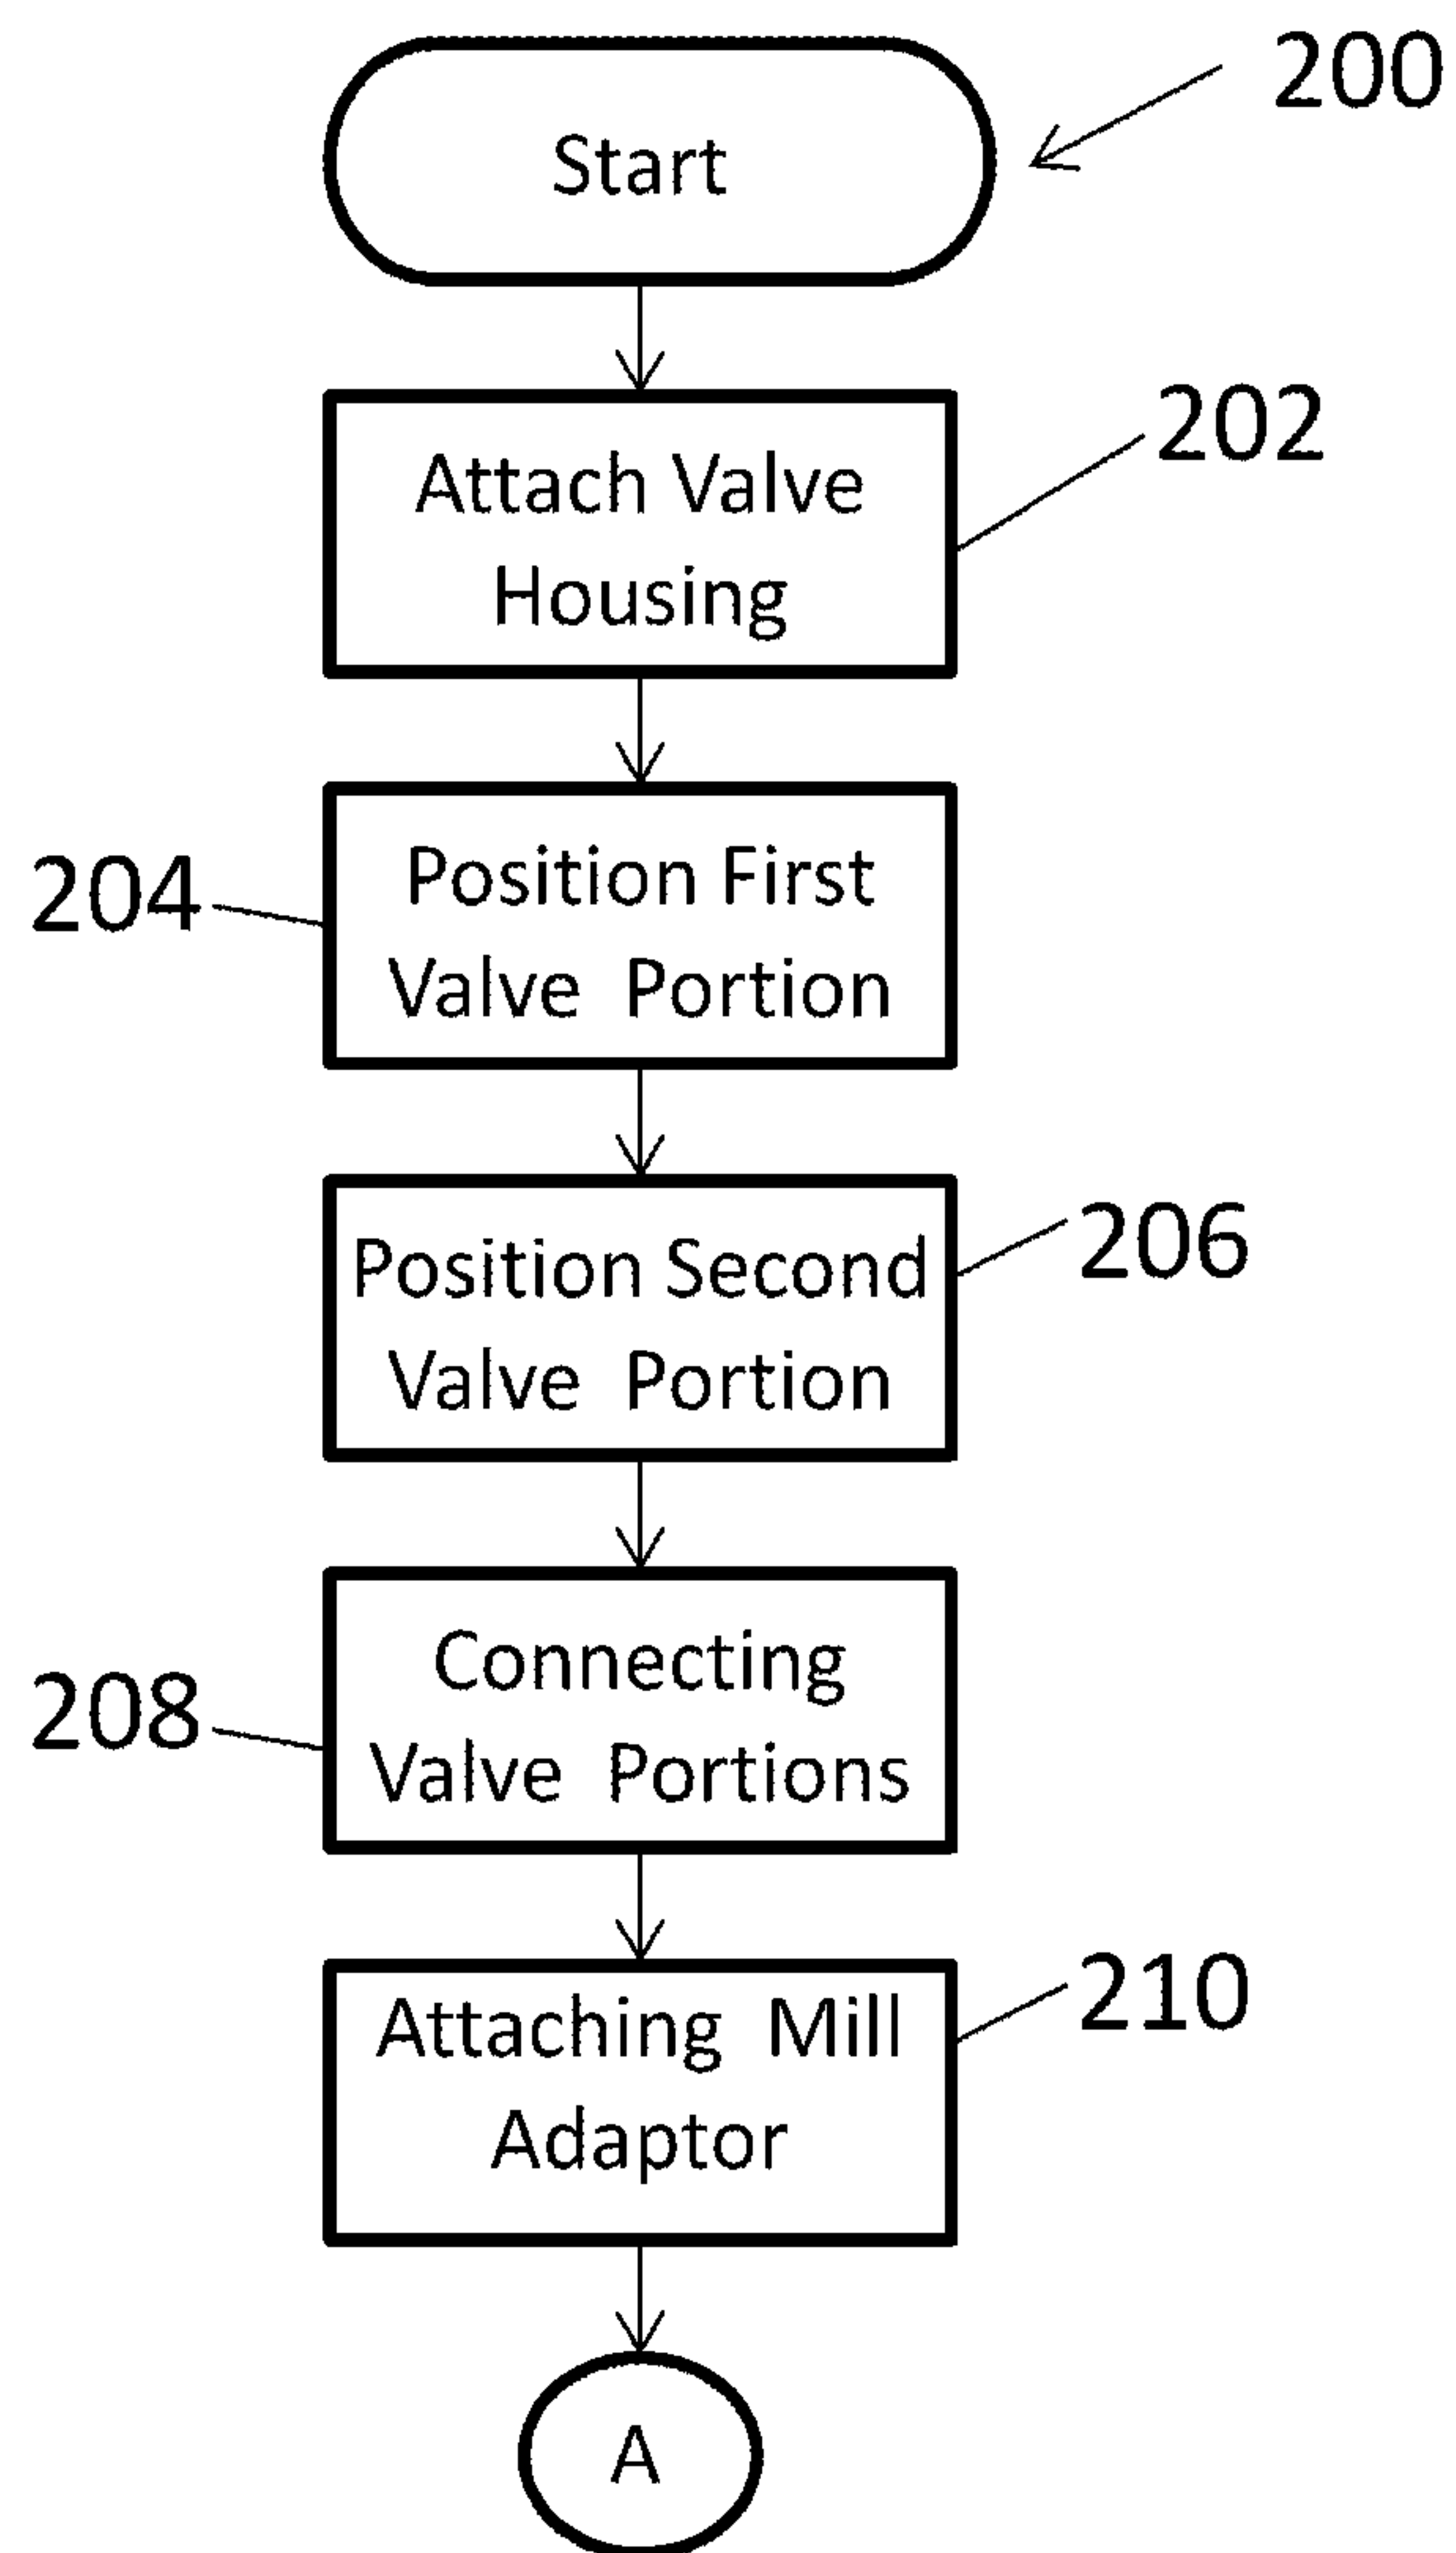 200
Start
202
Attach Valve
Housing
204
Position First
Valve Portion
206
Position Second
Valve Portion
208
Connecting
Valve Portions
210
Attaching Mill
Adaptor
A